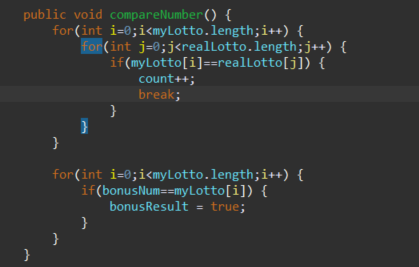 public void compareNumber() {
    for(int i=0;i<myLotto.length;i++) {
        for(int j=0;j<realLotto.length;j++) {
            if(myLotto[i]==realLotto[j]) {
                count++;
                break;
            }
        }
    }

    for(int i=0;i<myLotto.length;i++) {
        if(bonusNum==myLotto[i]) {
            bonusResult = true;
        }
    }
}